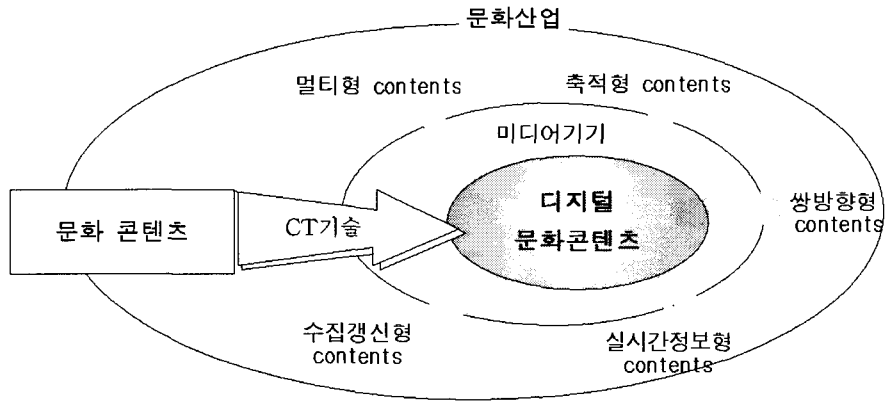 문화산업
멀티형 contents
축적형 contents
미디어기기
디지털
문화콘텐츠
쌍방향형
contents
문화 콘텐츠
CT기술
수집갱신형
contents
실시간정보형
contents